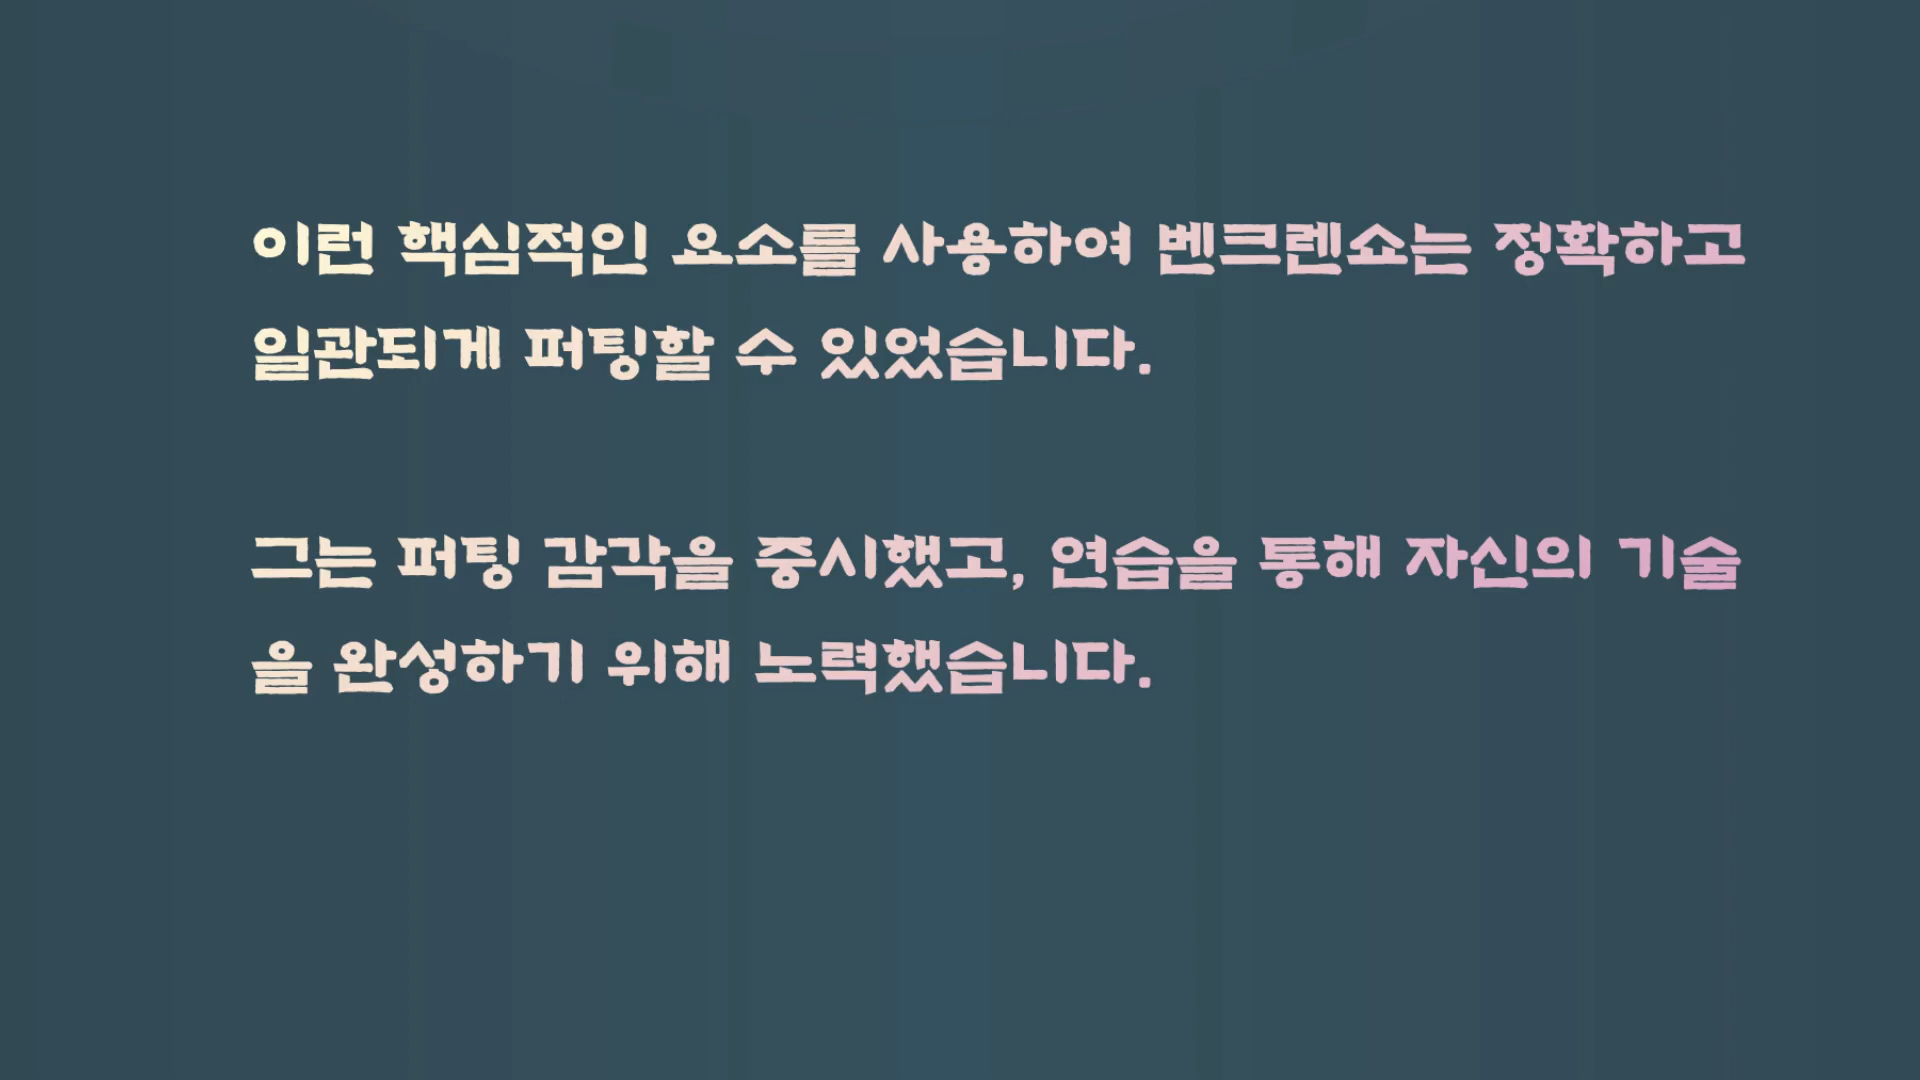 이런 핵심적인 요소를 사용하여 벤크렌쇼는 정확하고
일관되게 퍼팅할 수 있었습니다.
그는 퍼팅 감각을 중시했고, 연습을 통해 자신의 기술
을 완성하기 위해 노력했습니다.